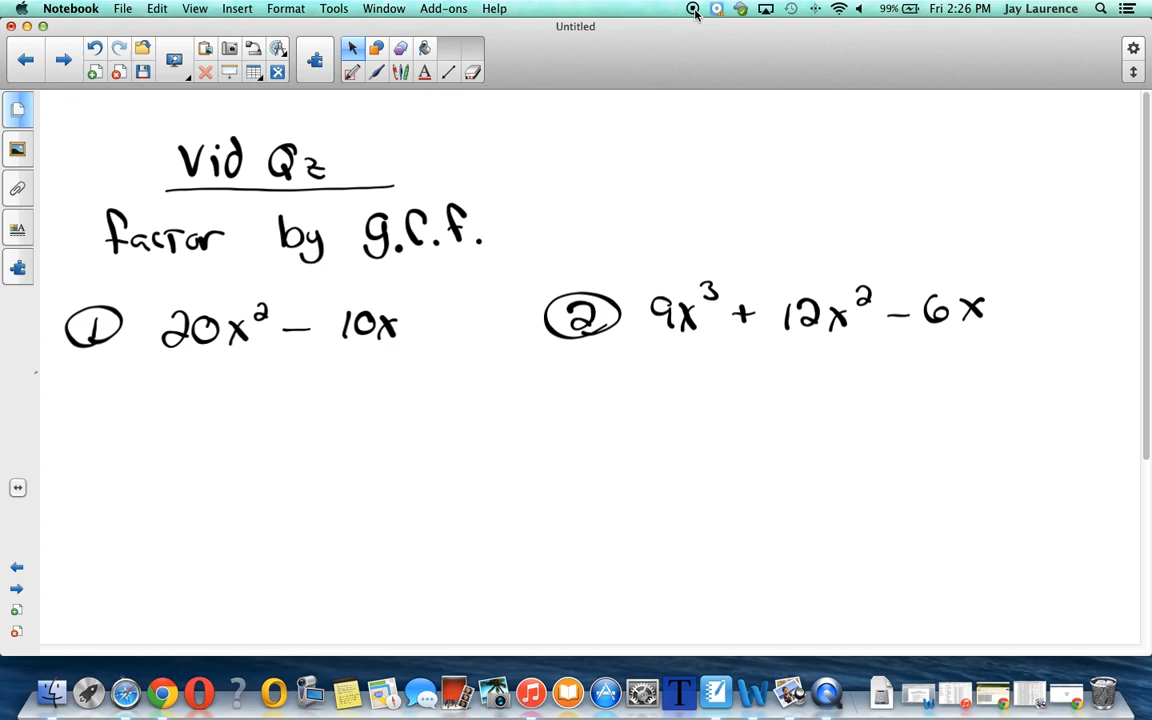 Notebook File Edit View Insert Format Tools Window Add-ons Help 99% Fri 2:26 PM Jay Laurence
Untitled
Vid Qz
factor by g.c.f.
① 20x² – 10x
② 9x³ + 12x² – 6x